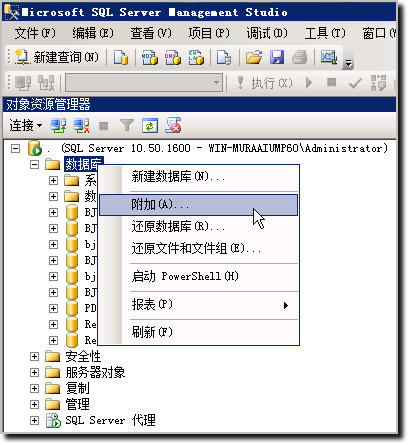 Microsoft SQL Server Management Studio
文件(F) 编辑(E) 查看(V) 项目(P) 调试(D) 工具(T) 窗口(W
新建查询(N)
执行(X)
对象资源管理器
连接
. (SQL Server 10.50.1600 - WIN-MURAAIUMP60\Administrator)
数据库
新建数据库(N)...
系
附加(A)...
数
BJ
还原数据库(R)...
BJ
还原文件和文件组(E)...
bj
启动 PowerShell(H)
BJ
bj
报表(P)
BJ
PD
刷新(F)
Re
Re
安全性
服务器对象
复制
管理
SQL Server 代理